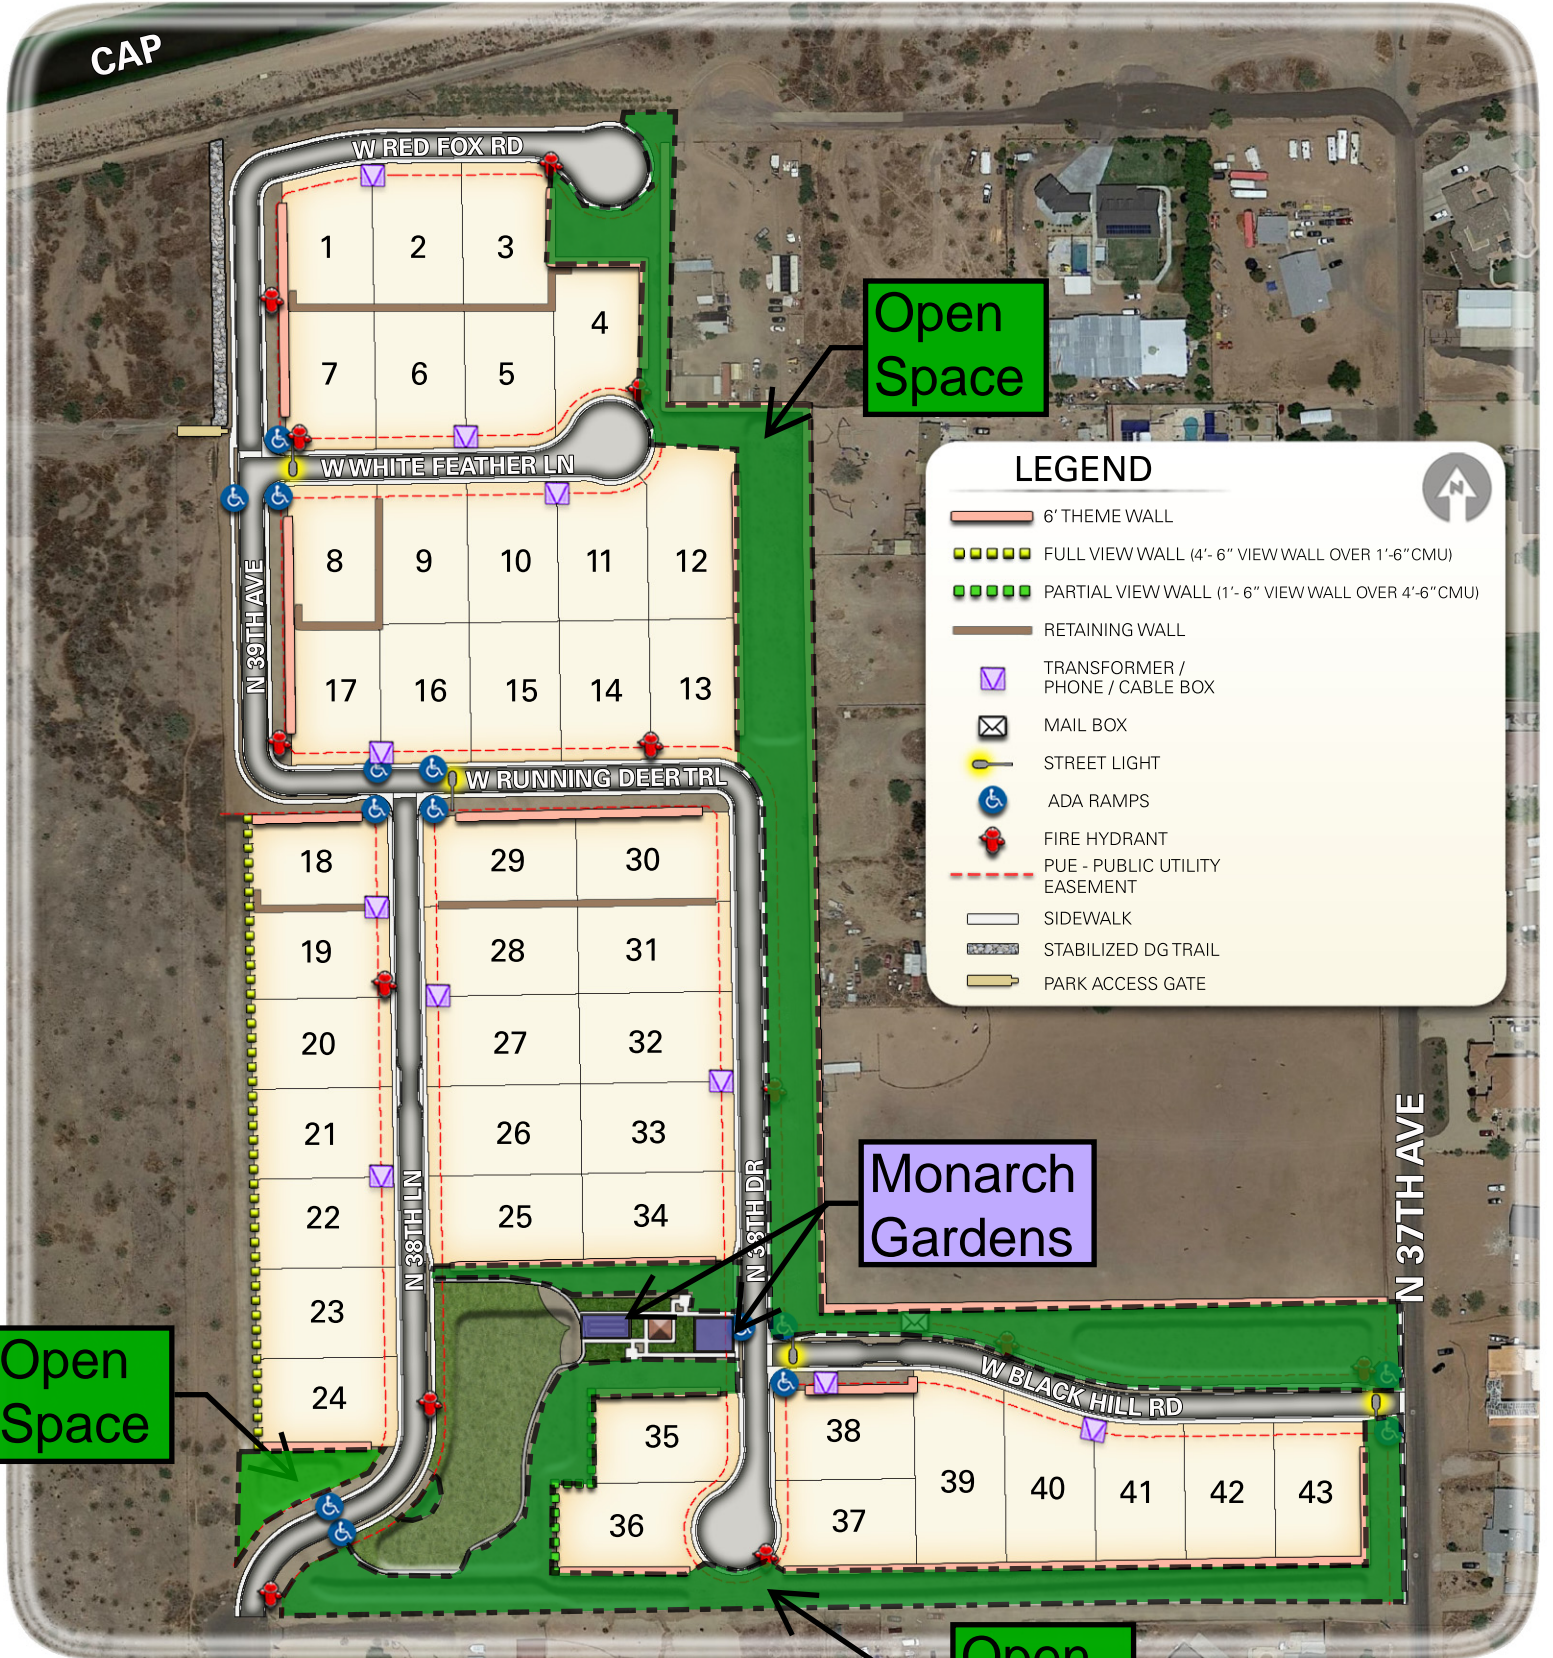 CAP
W RED FOX RD
1
2
3
4
7
6
5
Open
Space
W WHITE FEATHER LN
LEGEND
N
6' THEME WALL
FULL VIEW WALL (4'- 6" VIEW WALL OVER 1'-6"CMU)
PARTIAL VIEW WALL (1'- 6" VIEW WALL OVER 4'-6"CMU)
RETAINING WALL
TRANSFORMER /
PHONE / CABLE BOX
MAIL BOX
STREET LIGHT
ADA RAMPS
FIRE HYDRANT
PUE - PUBLIC UTILITY
EASEMENT
SIDEWALK
STABILIZED DG TRAIL
PARK ACCESS GATE
8
9
10
11
12
N 39TH AVE
17
16
15
14
13
W RUNNING DEER TRL
18
29
30
19
28
31
20
27
32
21
26
33
22
25
34
N 38TH LN
N 38TH DR
Monarch
Gardens
N 37TH AVE
23
24
Open
Space
W BLACK HILL RD
35
36
38
37
39
40
41
42
43
Open